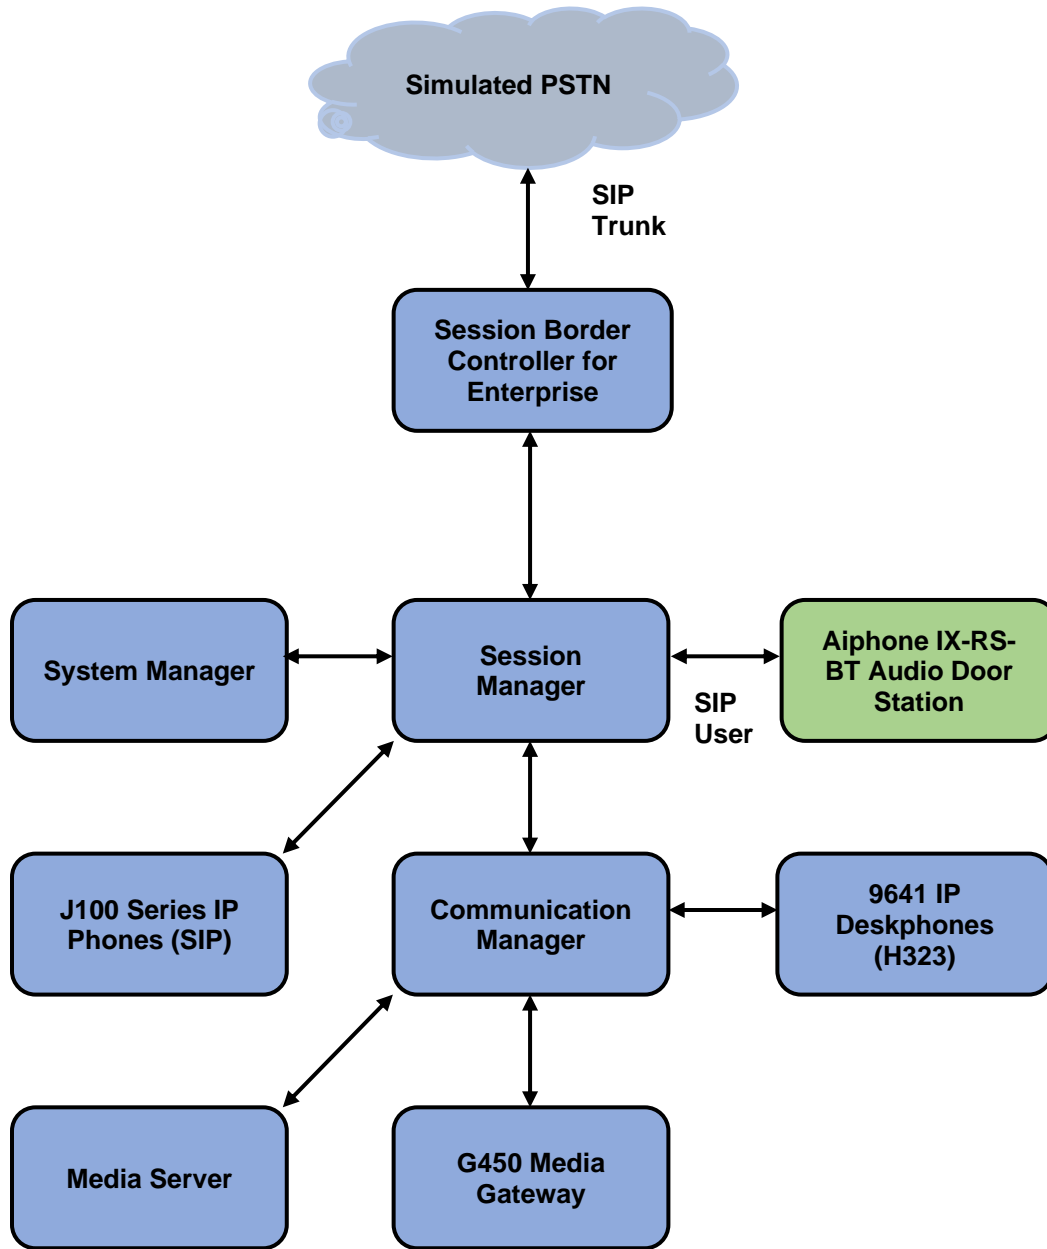 Simulated PSTN
SIP
Trunk
Session Border
Controller for
Enterprise
System Manager
Session
Manager
Aiphone IX-RS-
BT Audio Door
Station
SIP
User
J100 Series IP
Phones (SIP)
Communication
Manager
9641 IP
Deskphones
(H323)
Media Server
G450 Media
Gateway